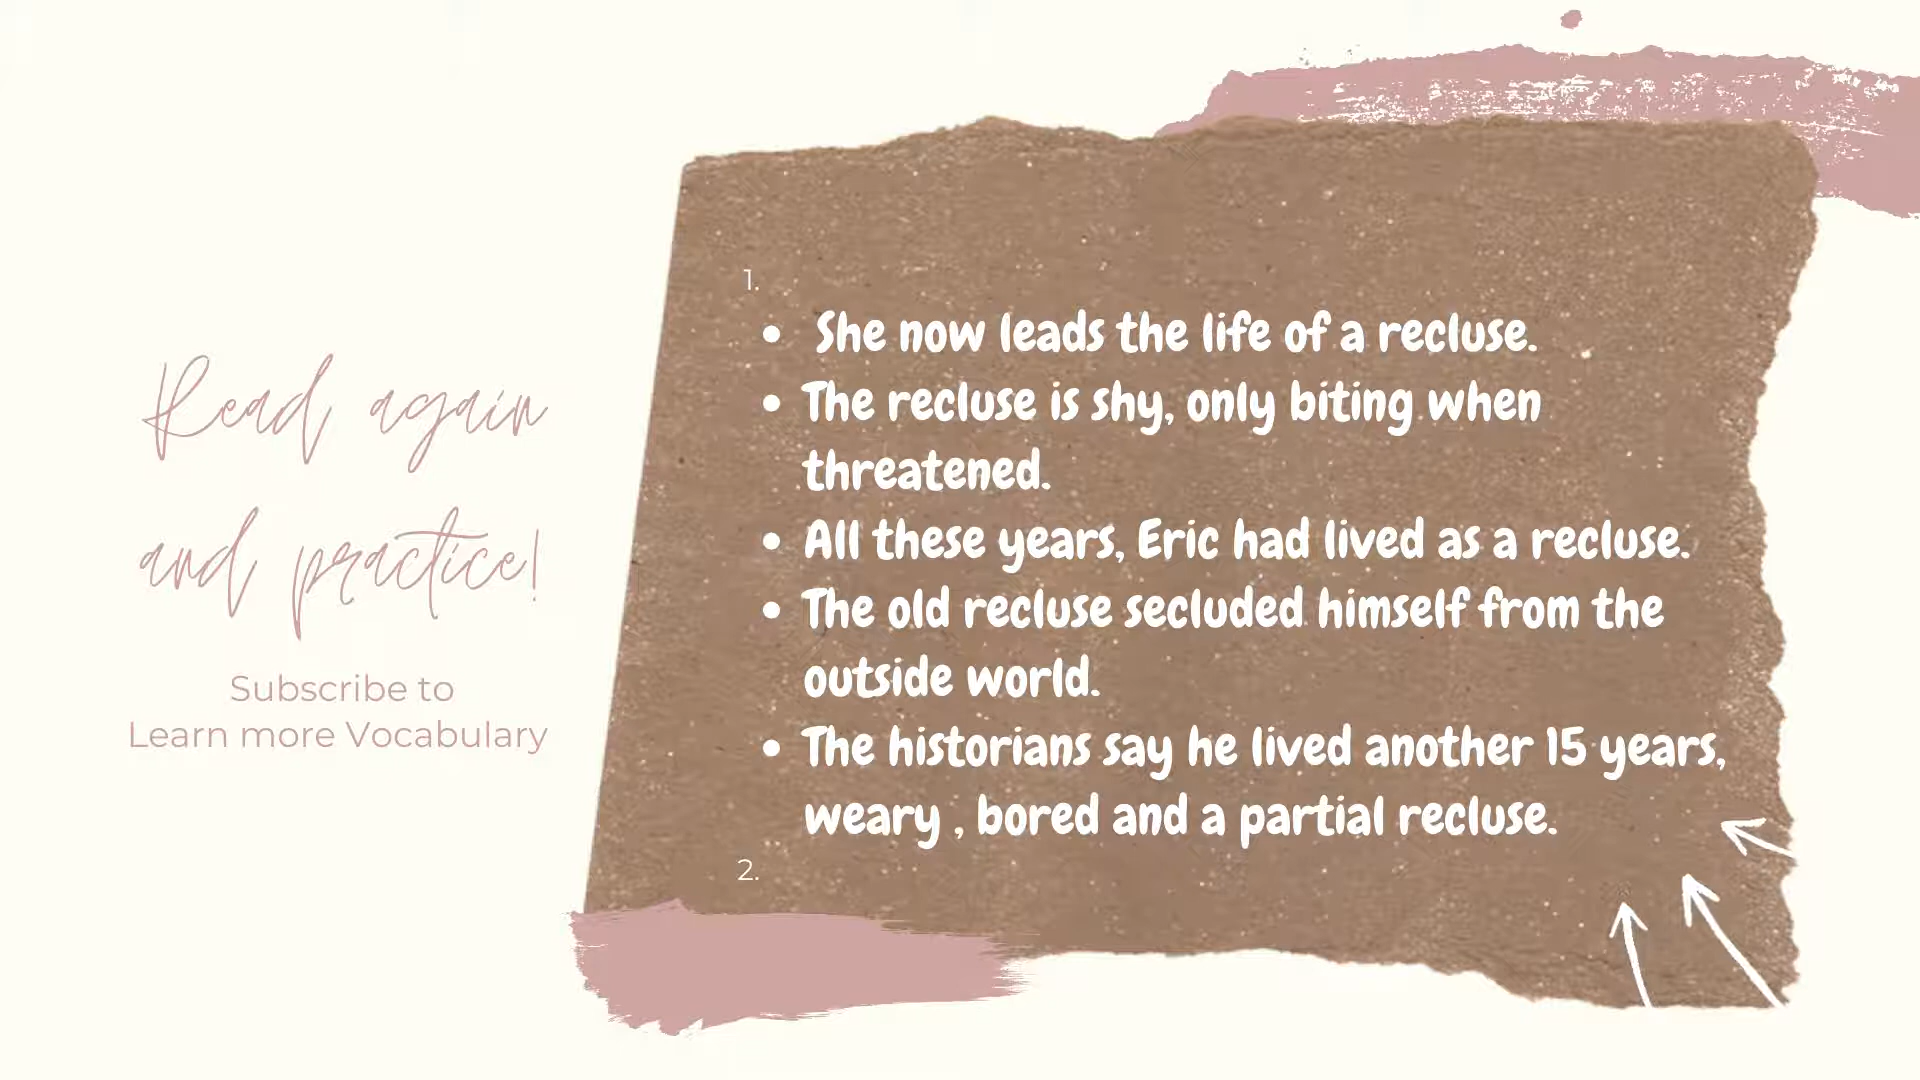 Read again
and practice!
Subscribe to
Learn more Vocabulary
1.
• She now leads the life of a recluse.
• The recluse is shy, only biting when
threatened.
• All these years, Eric had lived as a recluse.
• The old recluse secluded himself from the
outside world.
• The historians say he lived another 15 years,
weary , bored and a partial recluse.
2.